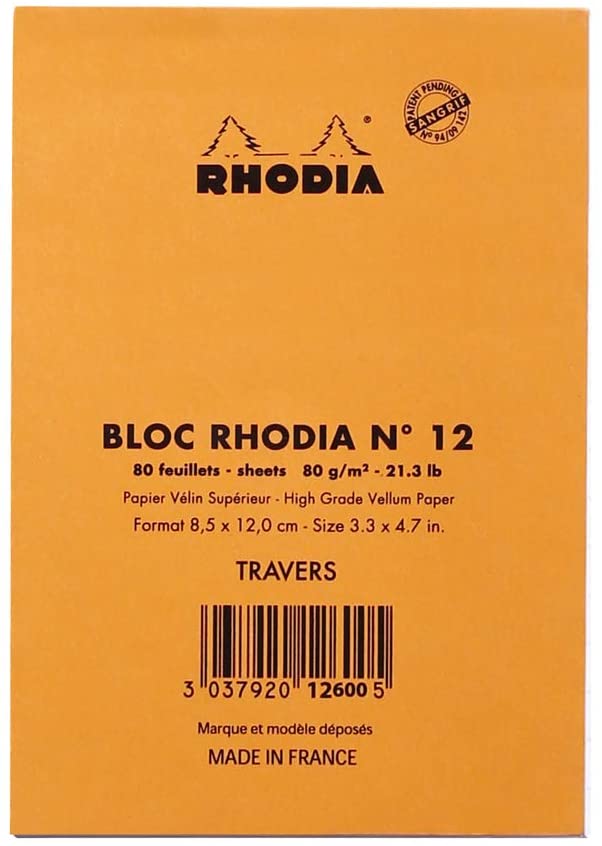 PATENT PENDING
SANGRIF
Nº 94/09 142
RHODIA®
BLOC RHODIA N° 12
80 feuillets - sheets 80 g/m² - 21.3 lb
Papier Vélin Supérieur - High Grade Vellum Paper
Format 8,5 x 12,0 cm - Size 3.3 x 4.7 in.
TRAVERS
3 037920 126005
Marque et modèle déposés
MADE IN FRANCE